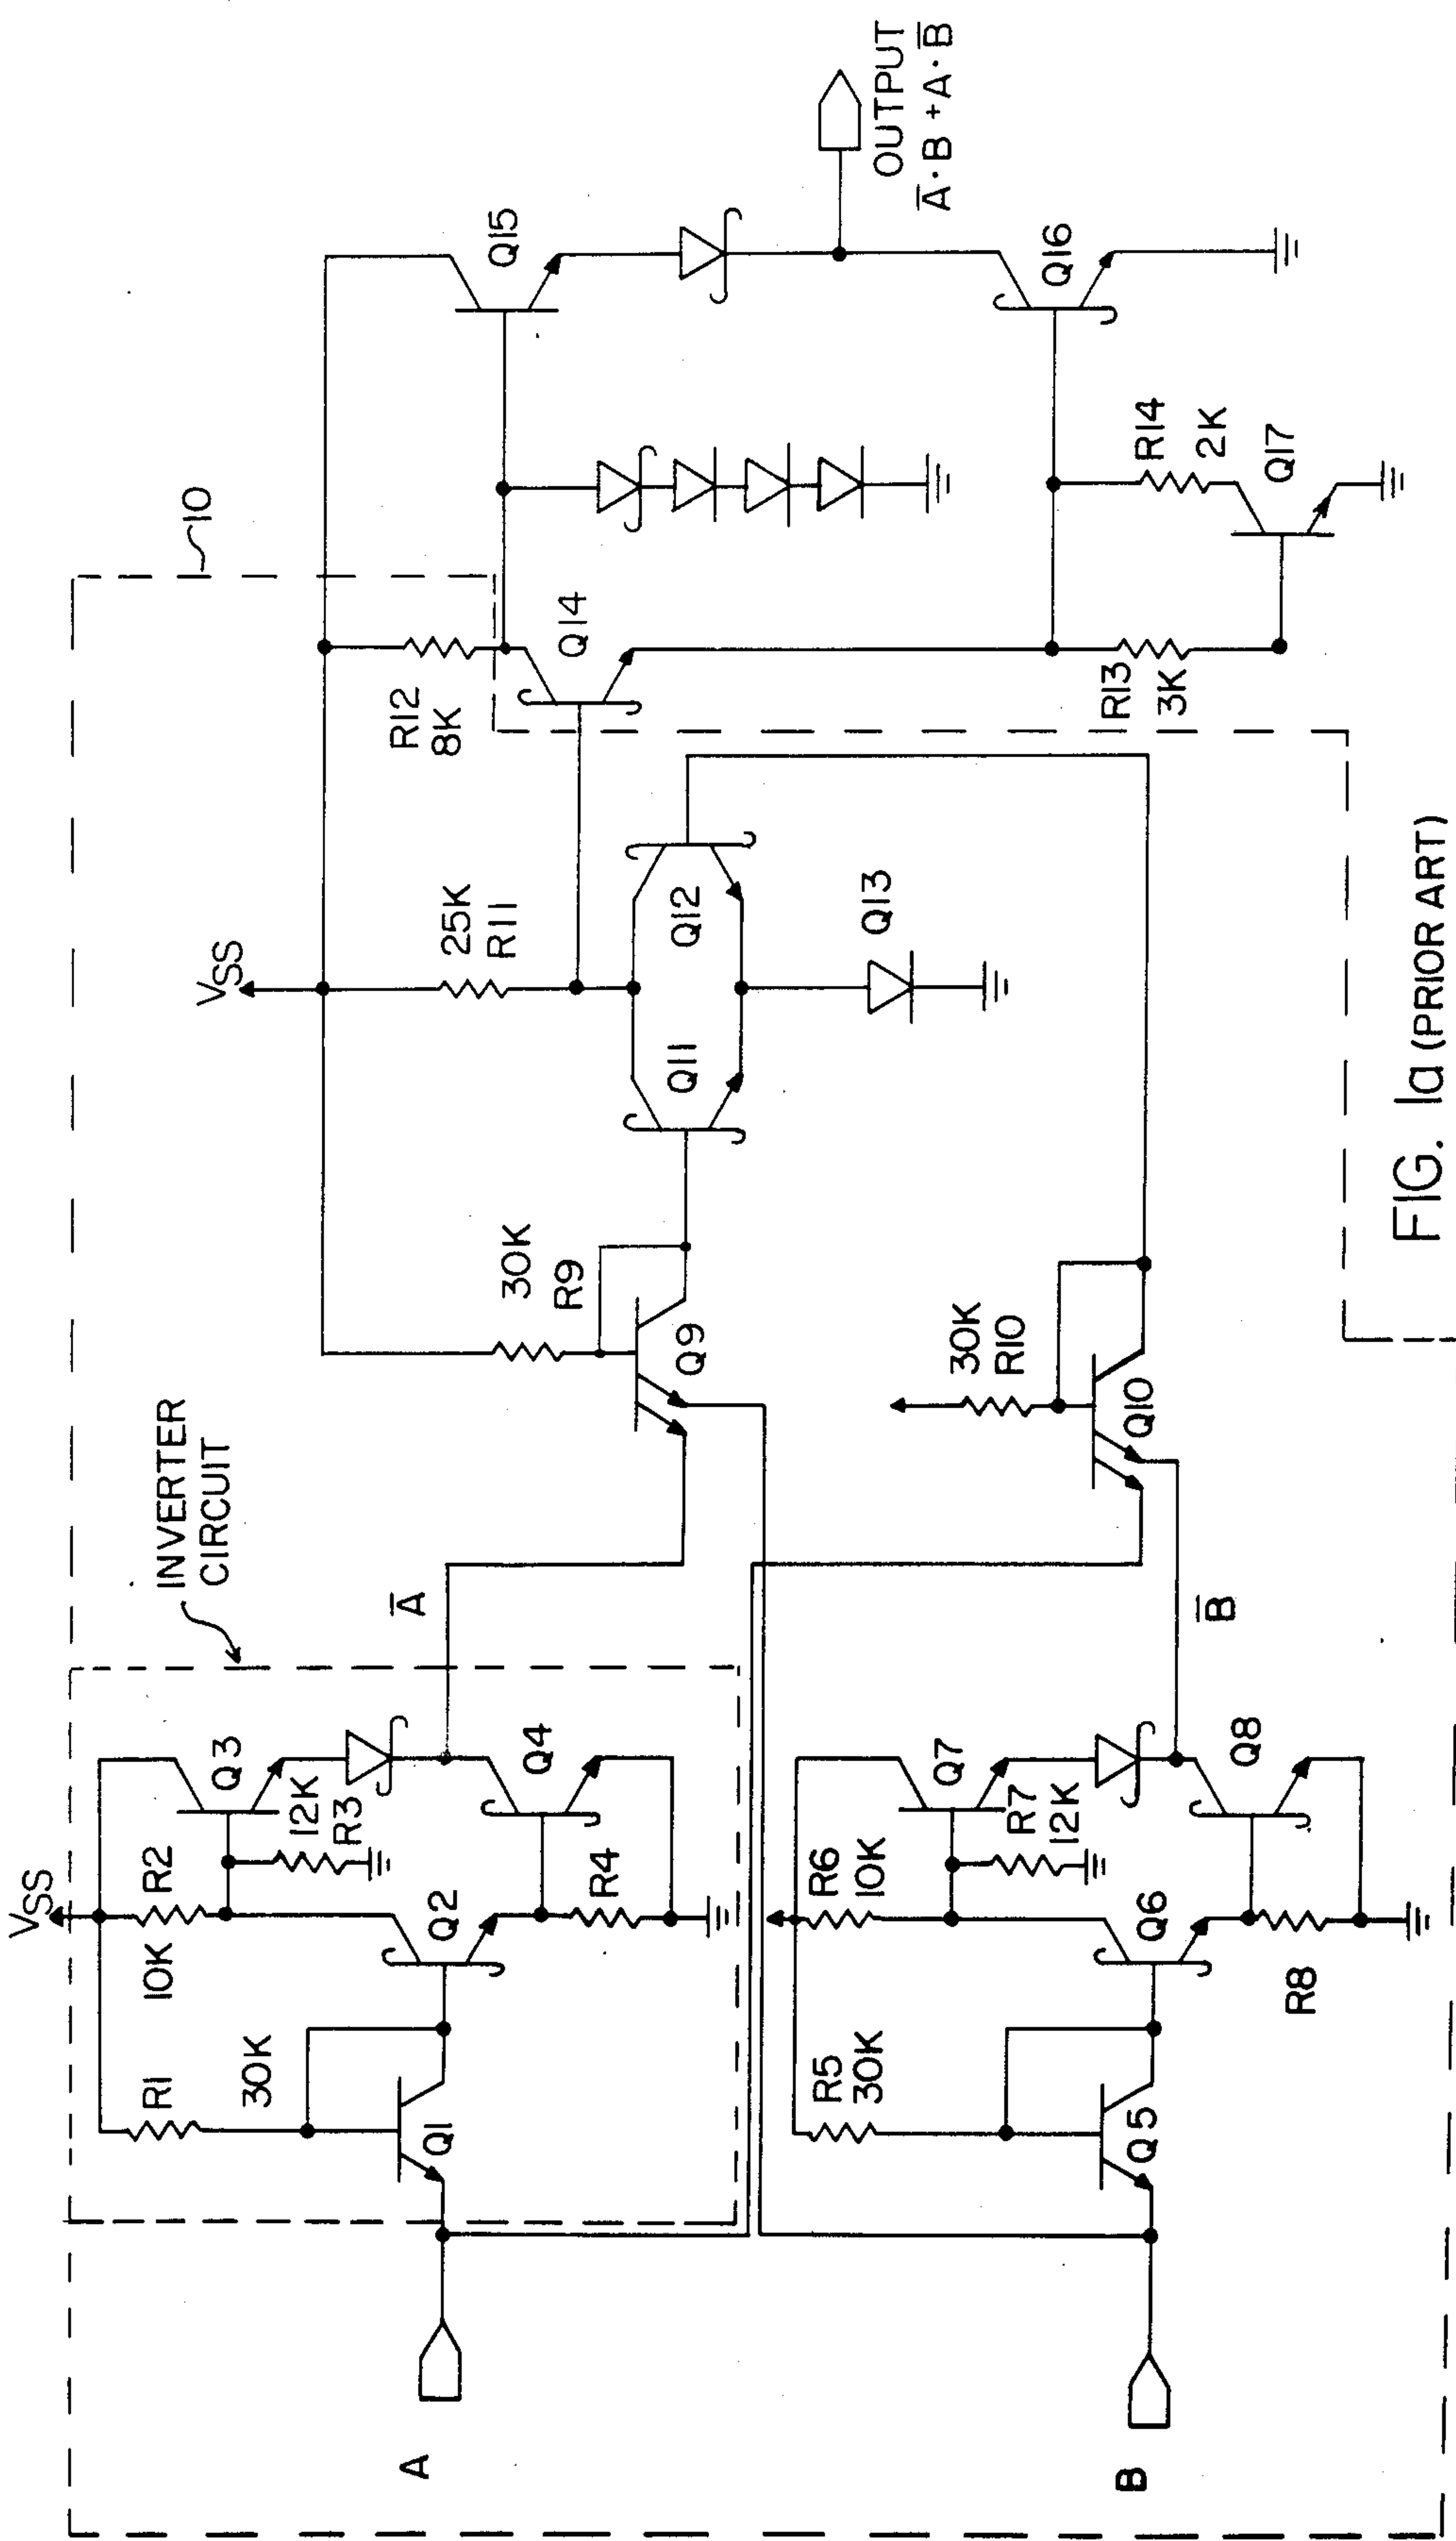 VSS
R1
30K
10K
R2
Q1
Q2
Q3
12K
R3
Q4
R4
INVERTER
CIRCUIT
A
A̅
VSS
30K
R9
Q9
25K
R11
Q11
Q12
Q13
R12
8K
Q14
10
Q15
OUTPUT
A̅·B+A·B̅
Q16
R13
3K
R14
2K
Q17
B
R5
30K
Q5
R6
10K
Q6
Q7
R7
12K
Q8
R8
B̅
30K
R10
Q10
FIG. 1a (PRIOR ART)